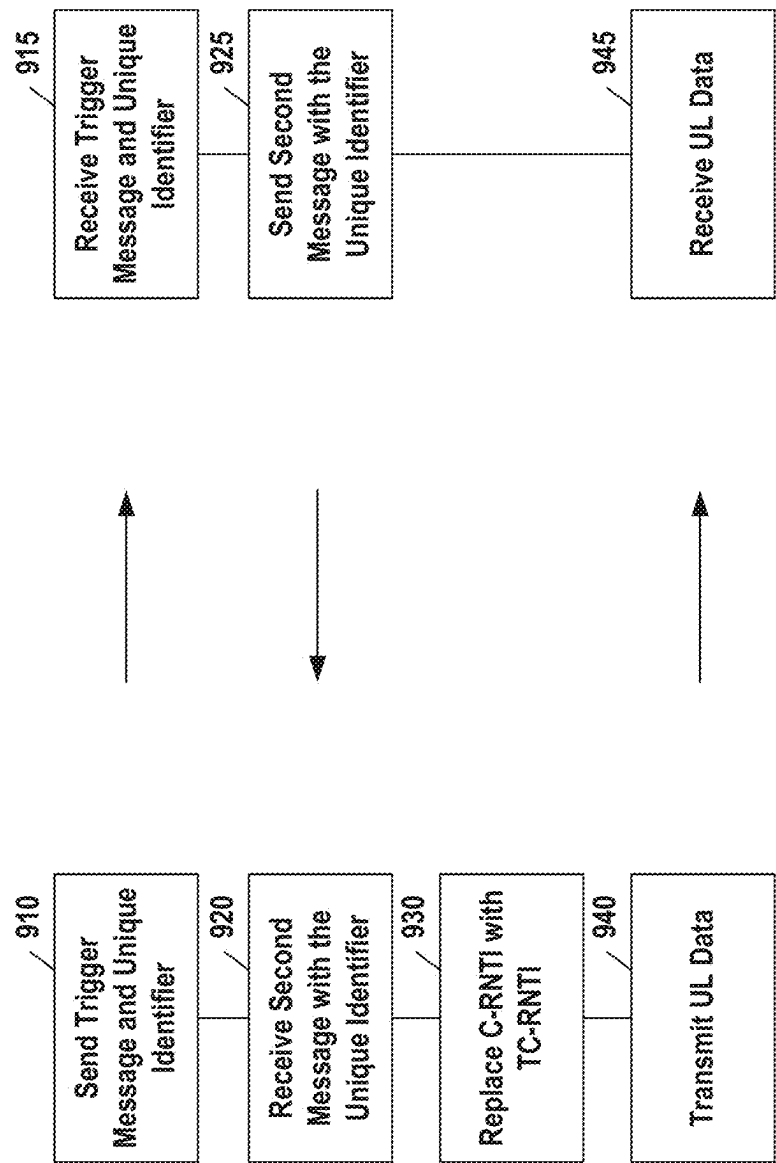 910
Send Trigger
Message and Unique
Identifier
915
Receive Trigger
Message and Unique
Identifier
920
Receive Second
Message with the
Unique Identifier
925
Send Second
Message with the
Unique Identifier
930
Replace C-RNTI with
TC-RNTI
940
Transmit UL Data
945
Receive UL Data